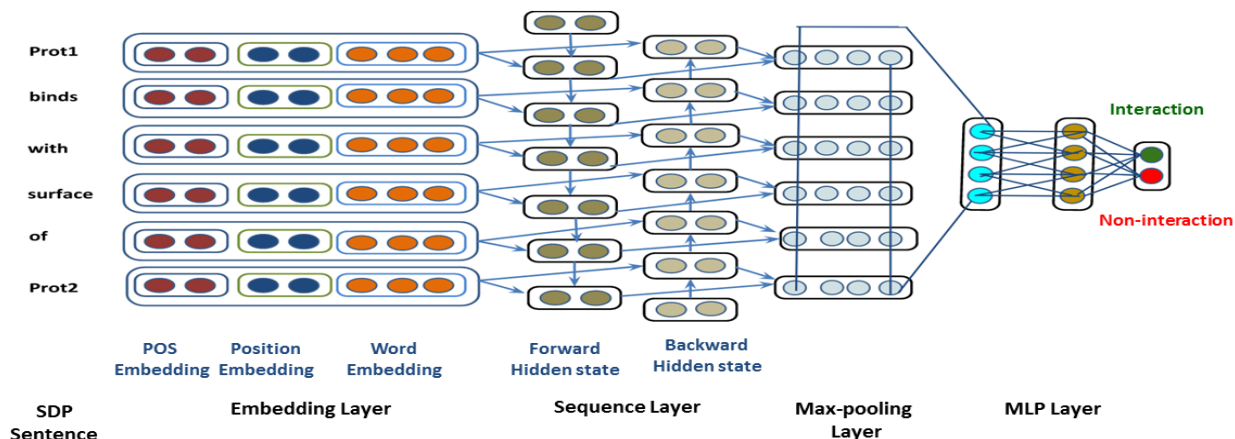 Prot1
binds
with
surface
of
Prot2
Interaction
Non-interaction
POS
Embedding
Position
Embedding
Word
Embedding
Forward
Hidden state
Backward
Hidden state
SDP
Sentence
Embedding Layer
Sequence Layer
Max-pooling
Layer
MLP Layer